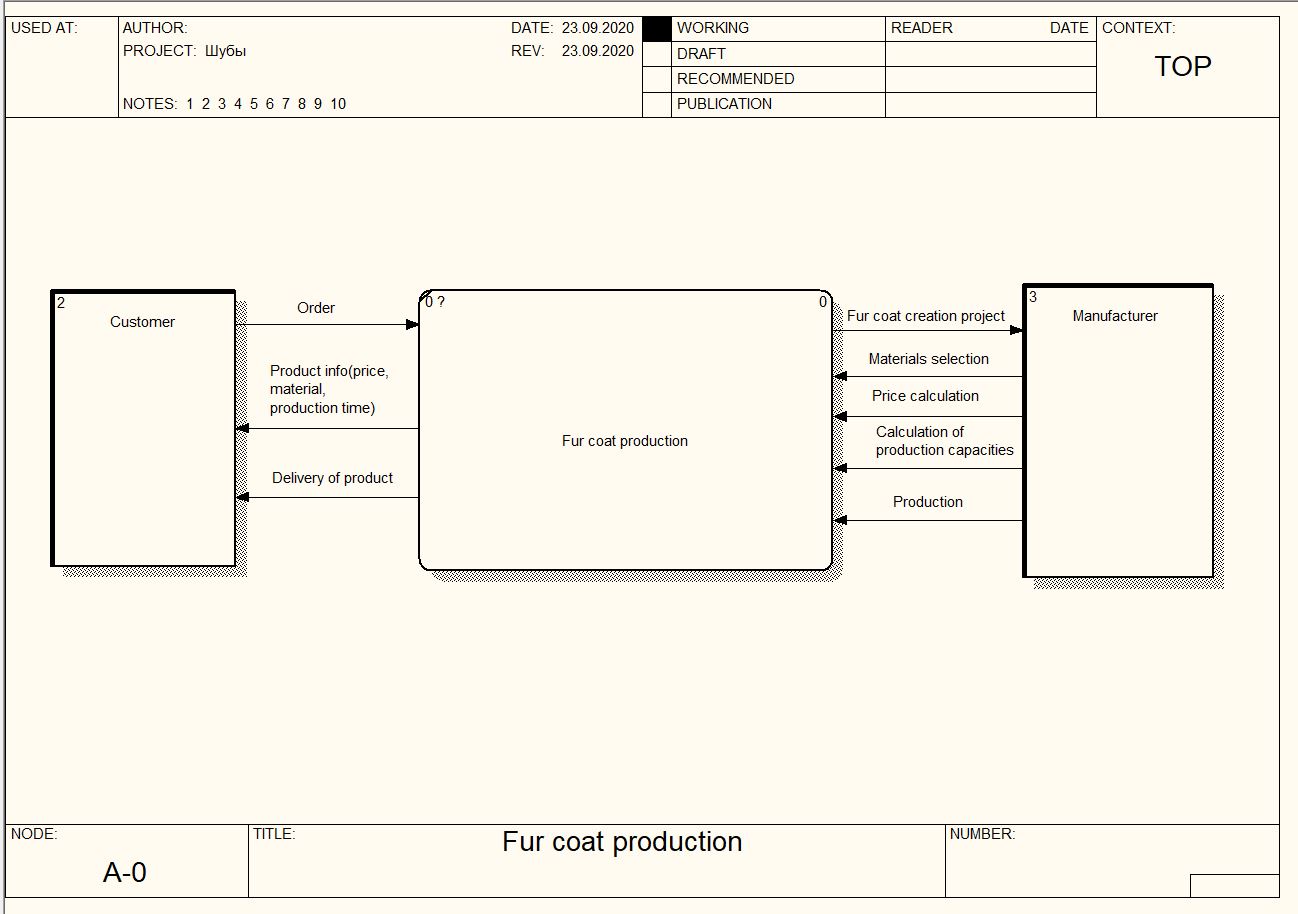 USED AT:
AUTHOR:
DATE: 23.09.2020
WORKING
READER
DATE
CONTEXT:
PROJECT: Шубы
REV: 23.09.2020
DRAFT
TOP
RECOMMENDED
NOTES: 1 2 3 4 5 6 7 8 9 10
PUBLICATION
2
Customer
Order
Product info(price,
material,
production time)
Delivery of product
0 ?
0
Fur coat production
Fur coat creation project
Materials selection
Price calculation
Calculation of
production capacities
Production
3
Manufacturer
NODE:
A-0
TITLE:
Fur coat production
NUMBER: